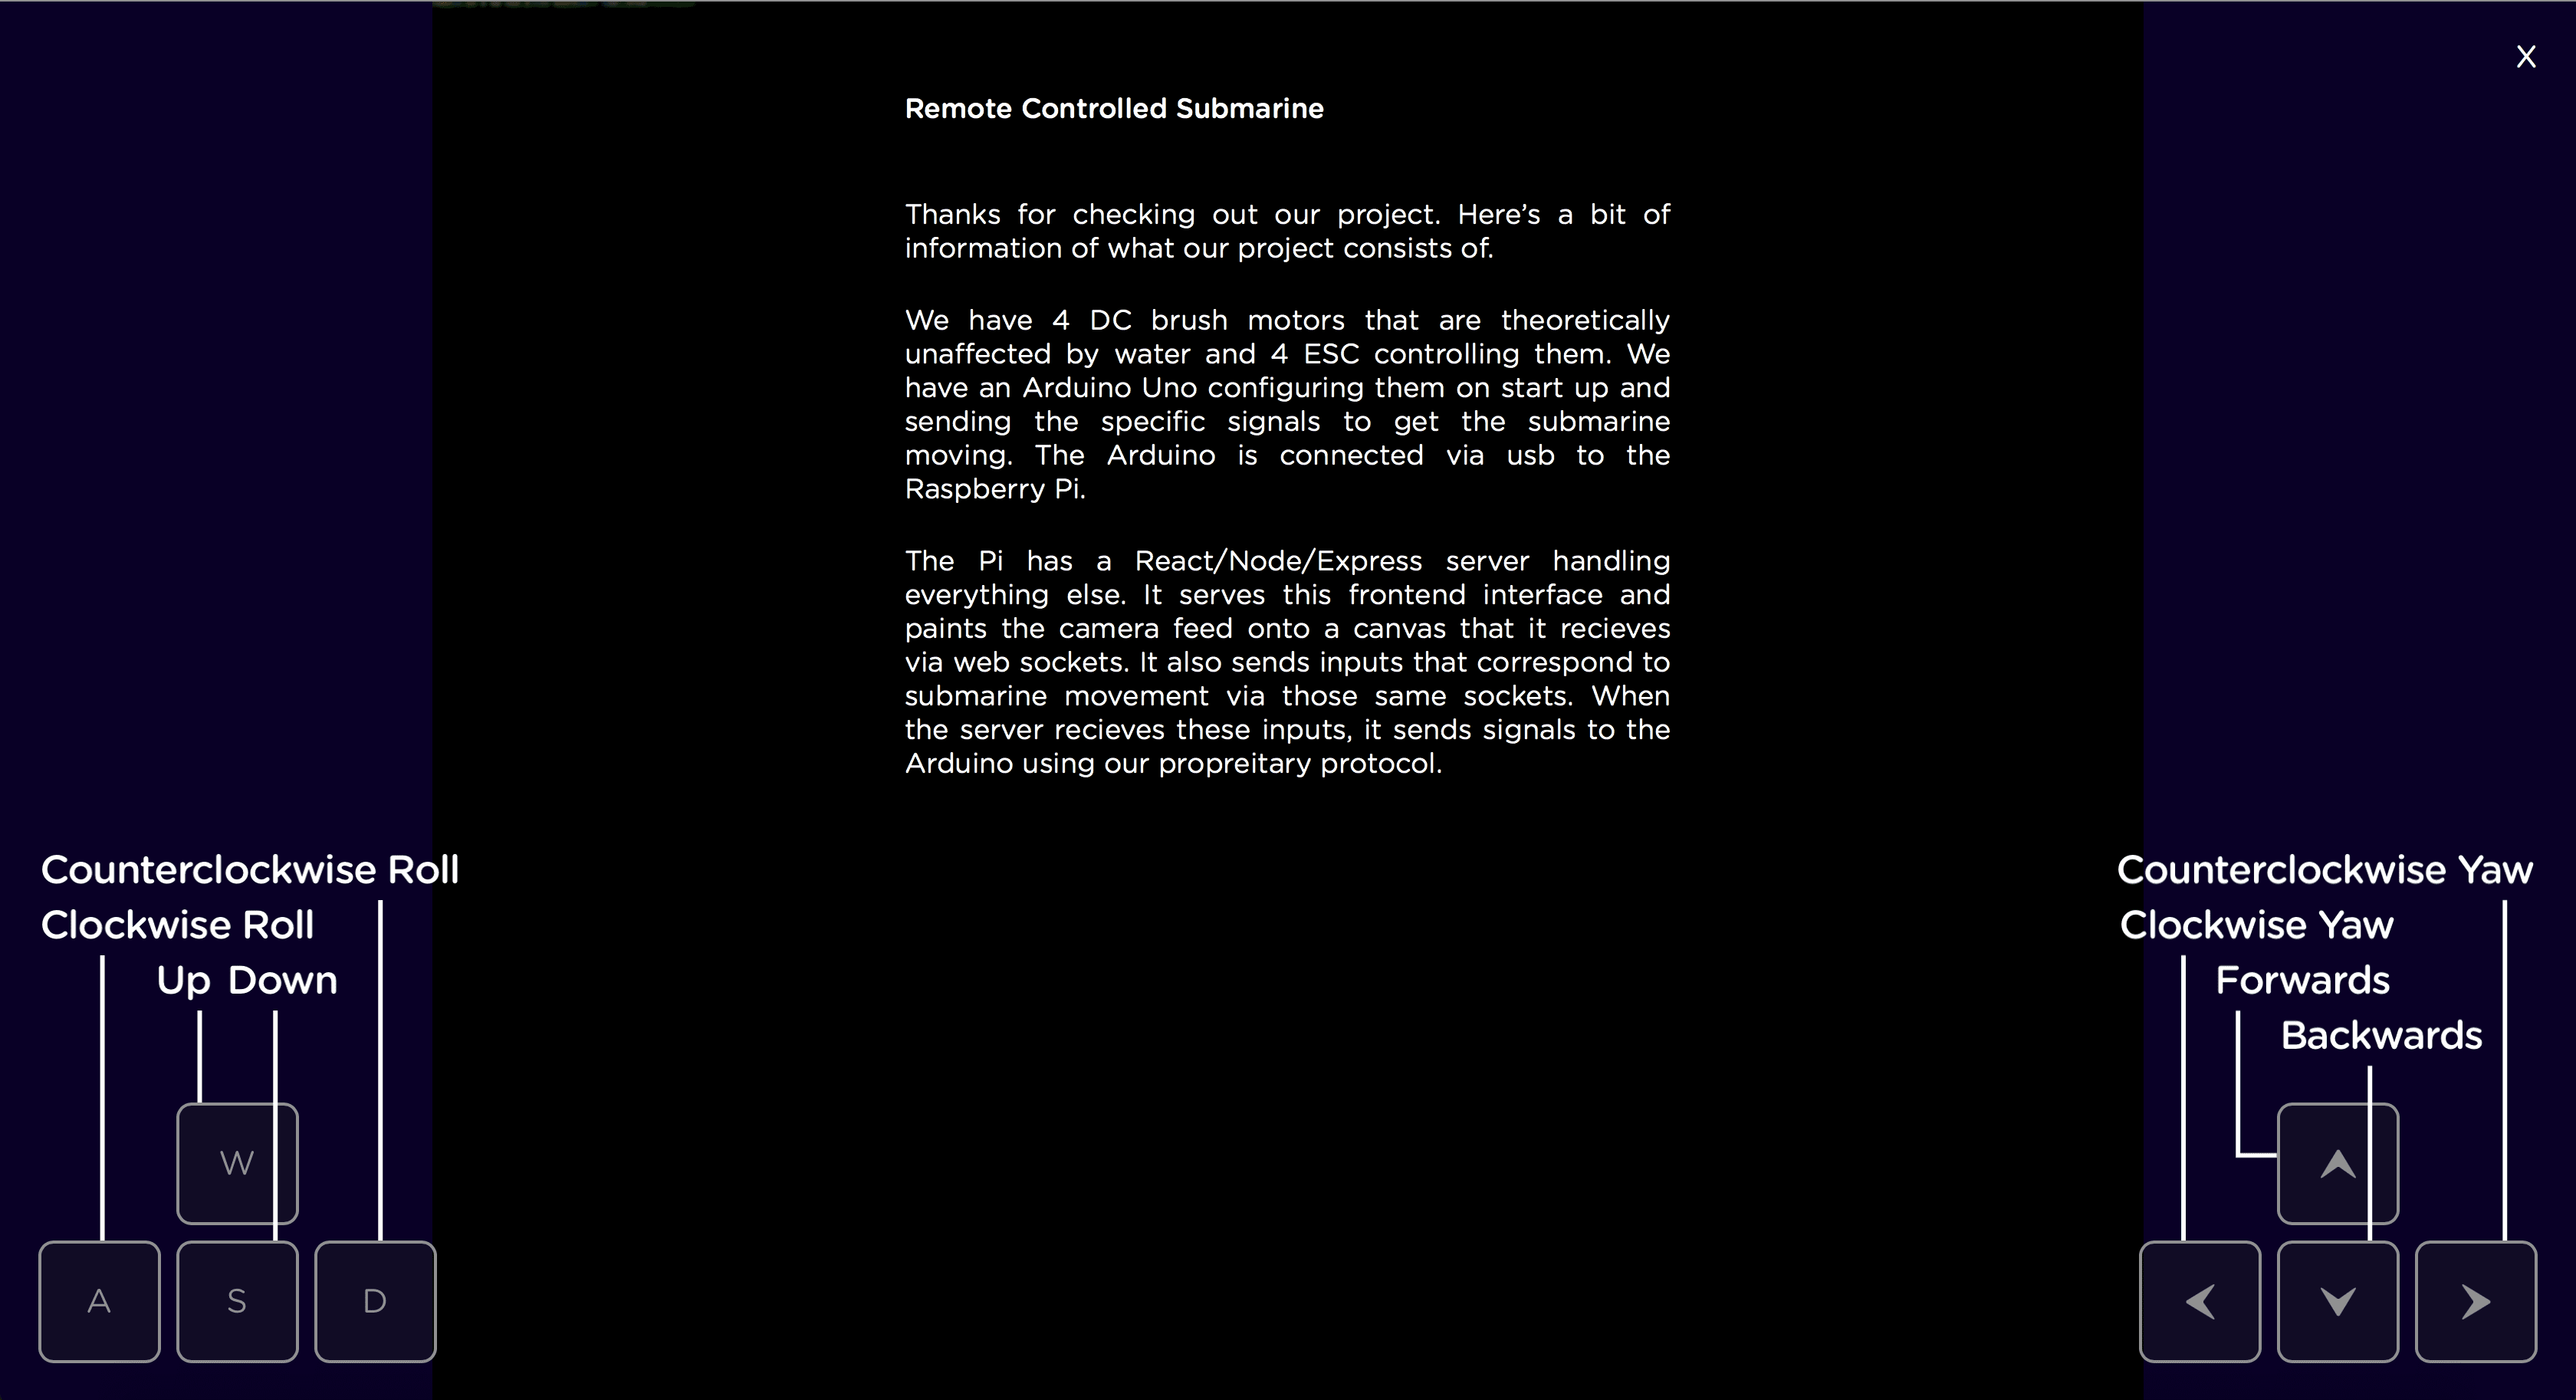 X
Remote Controlled Submarine
Thanks for checking out our project. Here's a bit of
information of what our project consists of.
We have 4 DC brush motors that are theoretically
unaffected by water and 4 ESC controlling them. We
have an Arduino Uno configuring them on start up and
sending the specific signals to get the submarine
moving. The Arduino is connected via usb to the
Raspberry Pi.
The Pi has a React/Node/Express server handling
everything else. It serves this frontend interface and
paints the camera feed onto a canvas that it recieves
via web sockets. It also sends inputs that correspond to
submarine movement via those same sockets. When
the server recieves these inputs, it sends signals to the
Arduino using our propreitary protocol.
Counterclockwise Roll
Clockwise Roll
Up Down
W
A S D
Counterclockwise Yaw
Clockwise Yaw
Forwards
Backwards